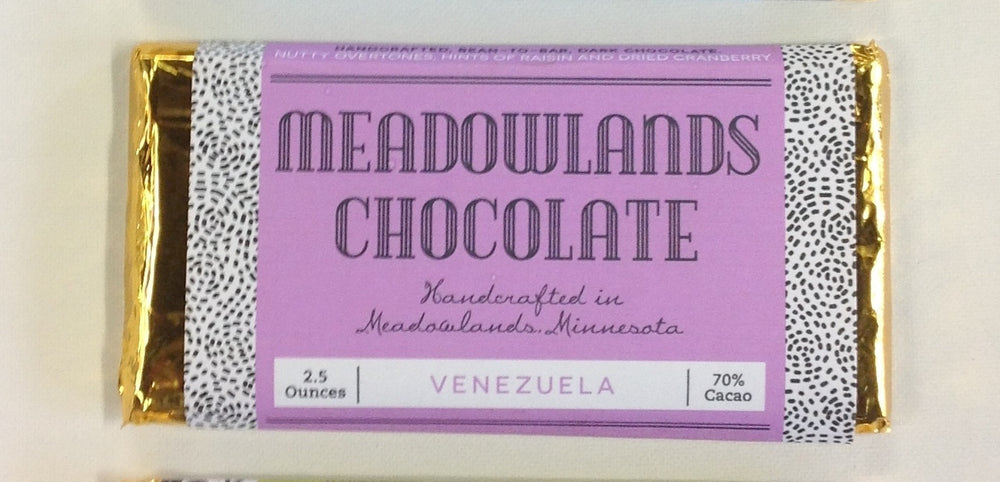 HANDCRAFTED, BEAN-TO-BAR, DARK CHOCOLATE.
NUTTY OVERTONES, HINTS OF RAISIN AND DRIED CRANBERRY
MEADOWLANDS
CHOCOLATE
Handcrafted in
Meadowlands, Minnesota
2.5
Ounces
VENEZUELA
70%
Cacao